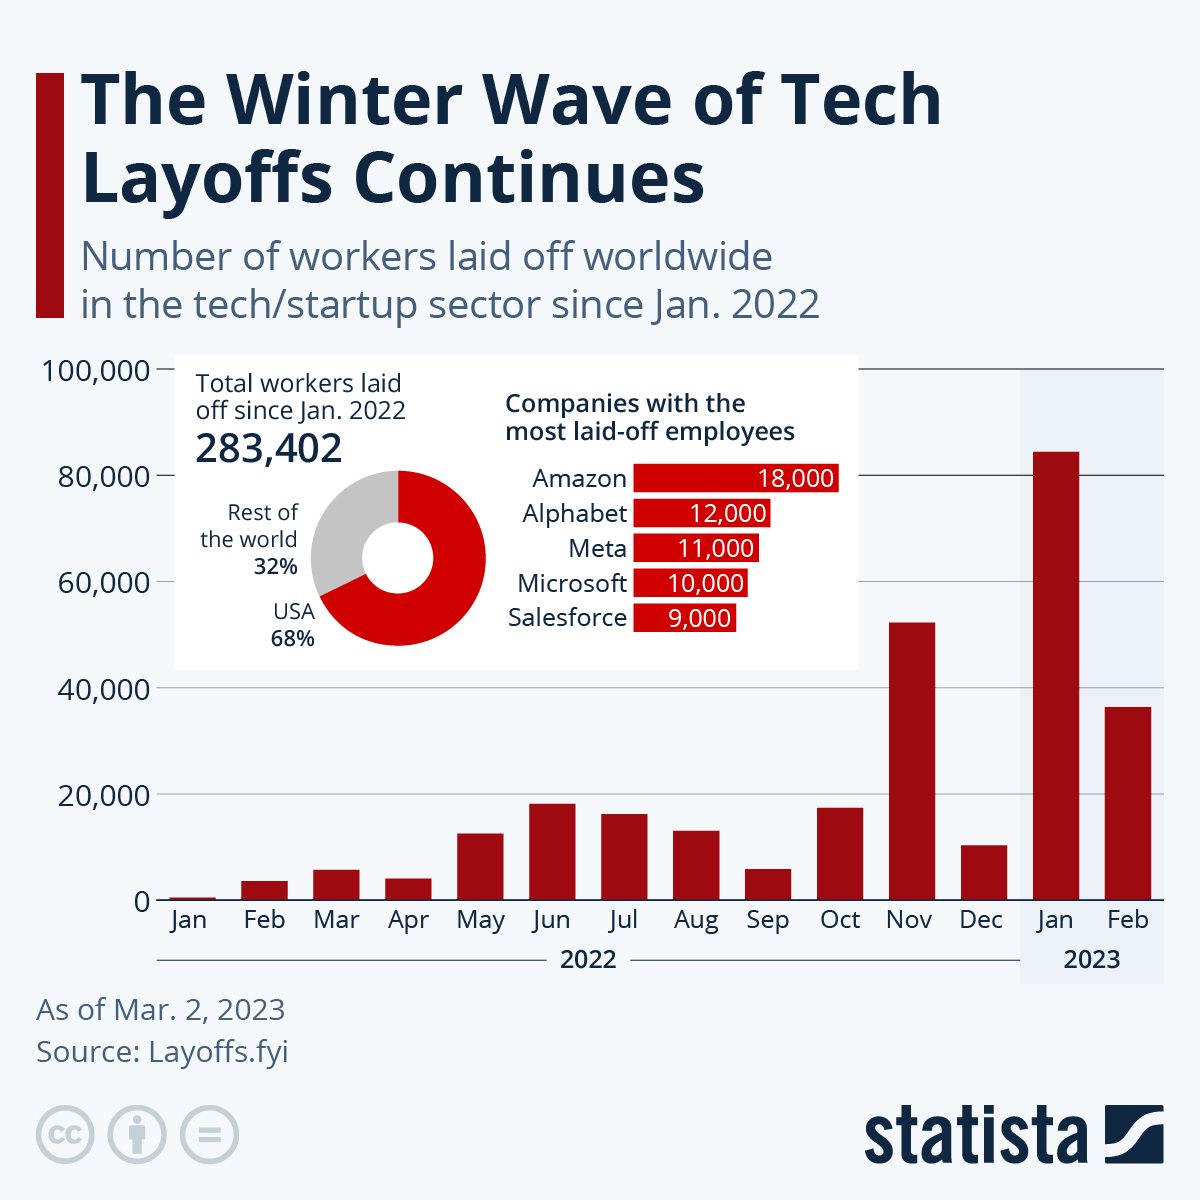 The Winter Wave of Tech
Layoffs Continues
Number of workers laid off worldwide
in the tech/startup sector since Jan. 2022
100,000
80,000
60,000
40,000
20,000
0
Total workers laid
off since Jan. 2022
283,402
Rest of
the world
32%
USA
68%
Companies with the
most laid-off employees
Amazon 18,000
Alphabet 12,000
Meta 11,000
Microsoft 10,000
Salesforce 9,000
Jan Feb Mar Apr May Jun Jul Aug Sep Oct Nov Dec Jan Feb
2022 2023
As of Mar. 2, 2023
Source: Layoffs.fyi
cc
statista